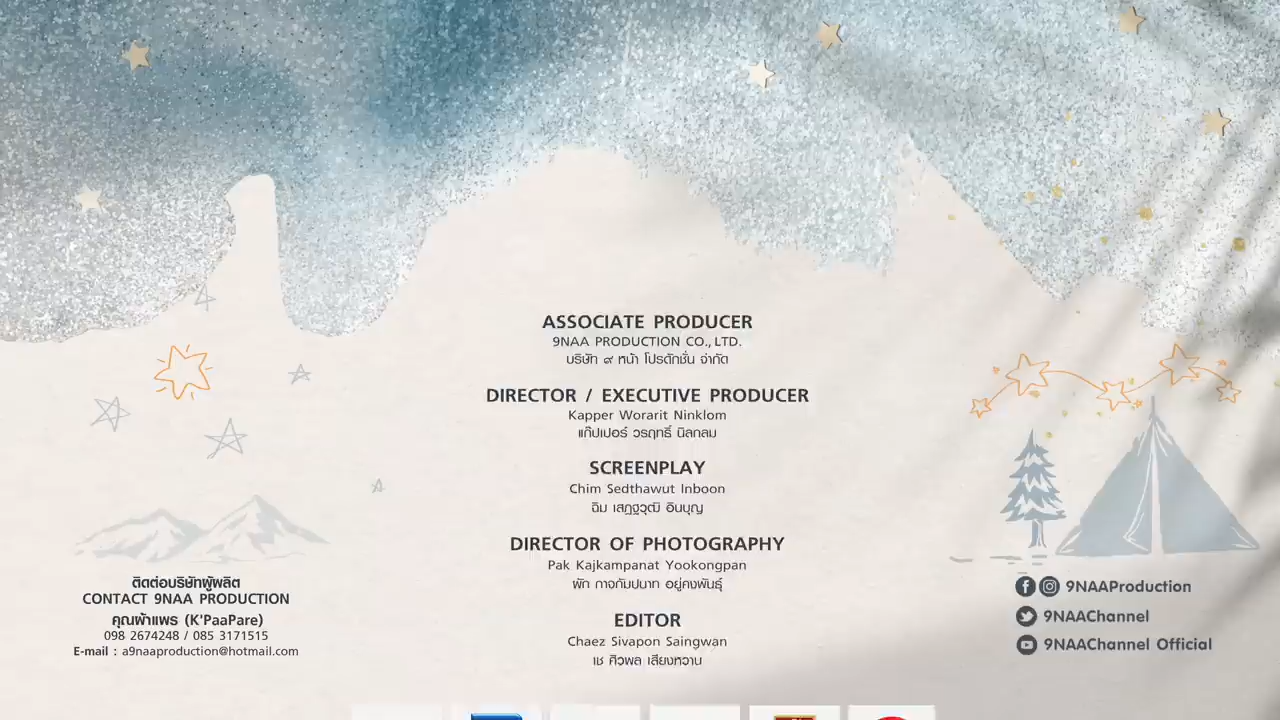 ASSOCIATE PRODUCER
9NAA PRODUCTION CO., LTD.
บริษัท ๙ หน้า โปรดักชั่น จำกัด
DIRECTOR / EXECUTIVE PRODUCER
Kapper Worarit Ninklom
แก๊ปเปอร์ วรฤทธิ์ นิลกลม
SCREENPLAY
Chim Sedthawut Inboon
ฉิม เสฏฐวุฒิ อินบุญ
DIRECTOR OF PHOTOGRAPHY
Pak Kajkampanat Yookongpan
พัก กาจกัมปนาท อยู่คงพันธุ์
EDITOR
Chaez Sivapon Saingwan
เช ศิวพล เสียงหวาน
ติดต่อบริษัทผู้ผลิต
CONTACT 9NAA PRODUCTION
คุณผ้าแพร (K'PaaPare)
098 2674248 / 085 3171515
E-mail : a9naaproduction@hotmail.com
9NAAProduction
9NAAChannel
9NAAChannel Official